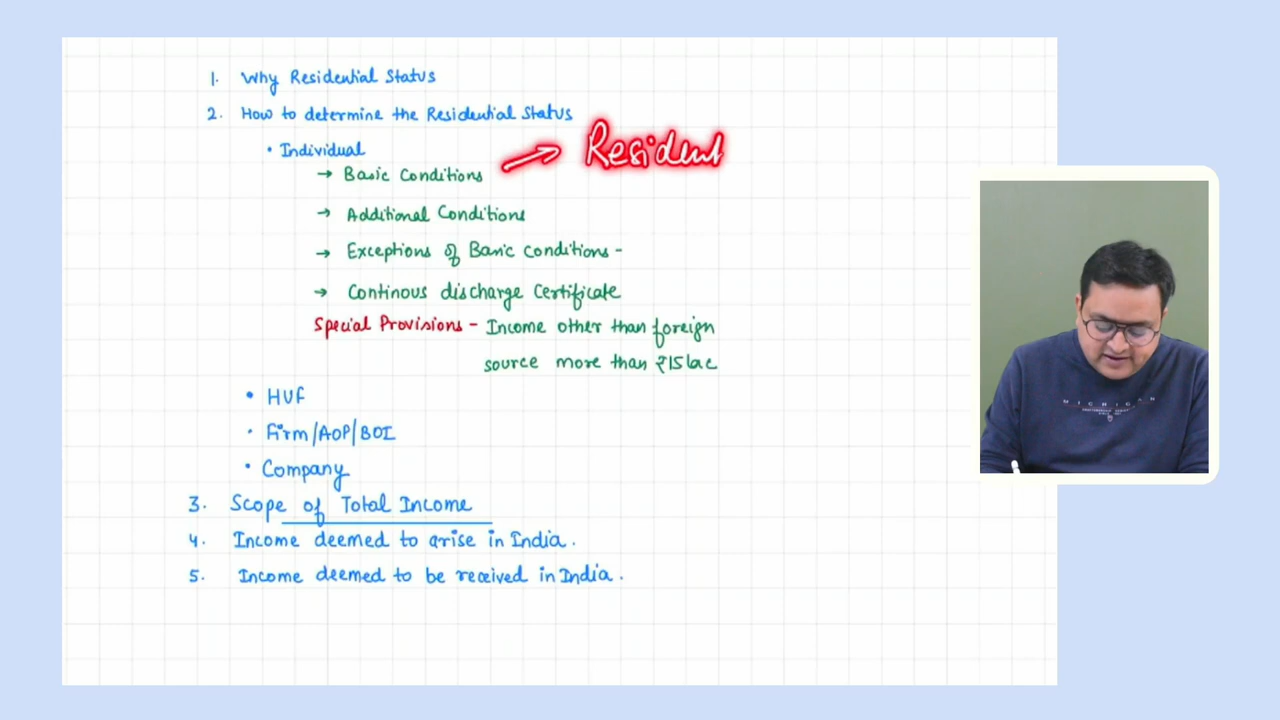 1. Why Residential Status
2. How to determine the Residential Status
• Individual
→ Basic Conditions → Resident
→ Additional Conditions
→ Exceptions of Basic Conditions -
→ Continous discharge Certificate
Special Provisions - Income other than foreign
source more than ₹15 lac
• HUF
• Firm/AOP/BOI
• Company
3. Scope of Total Income
4. Income deemed to arise in India.
5. Income deemed to be received in India.
MICHIGAN